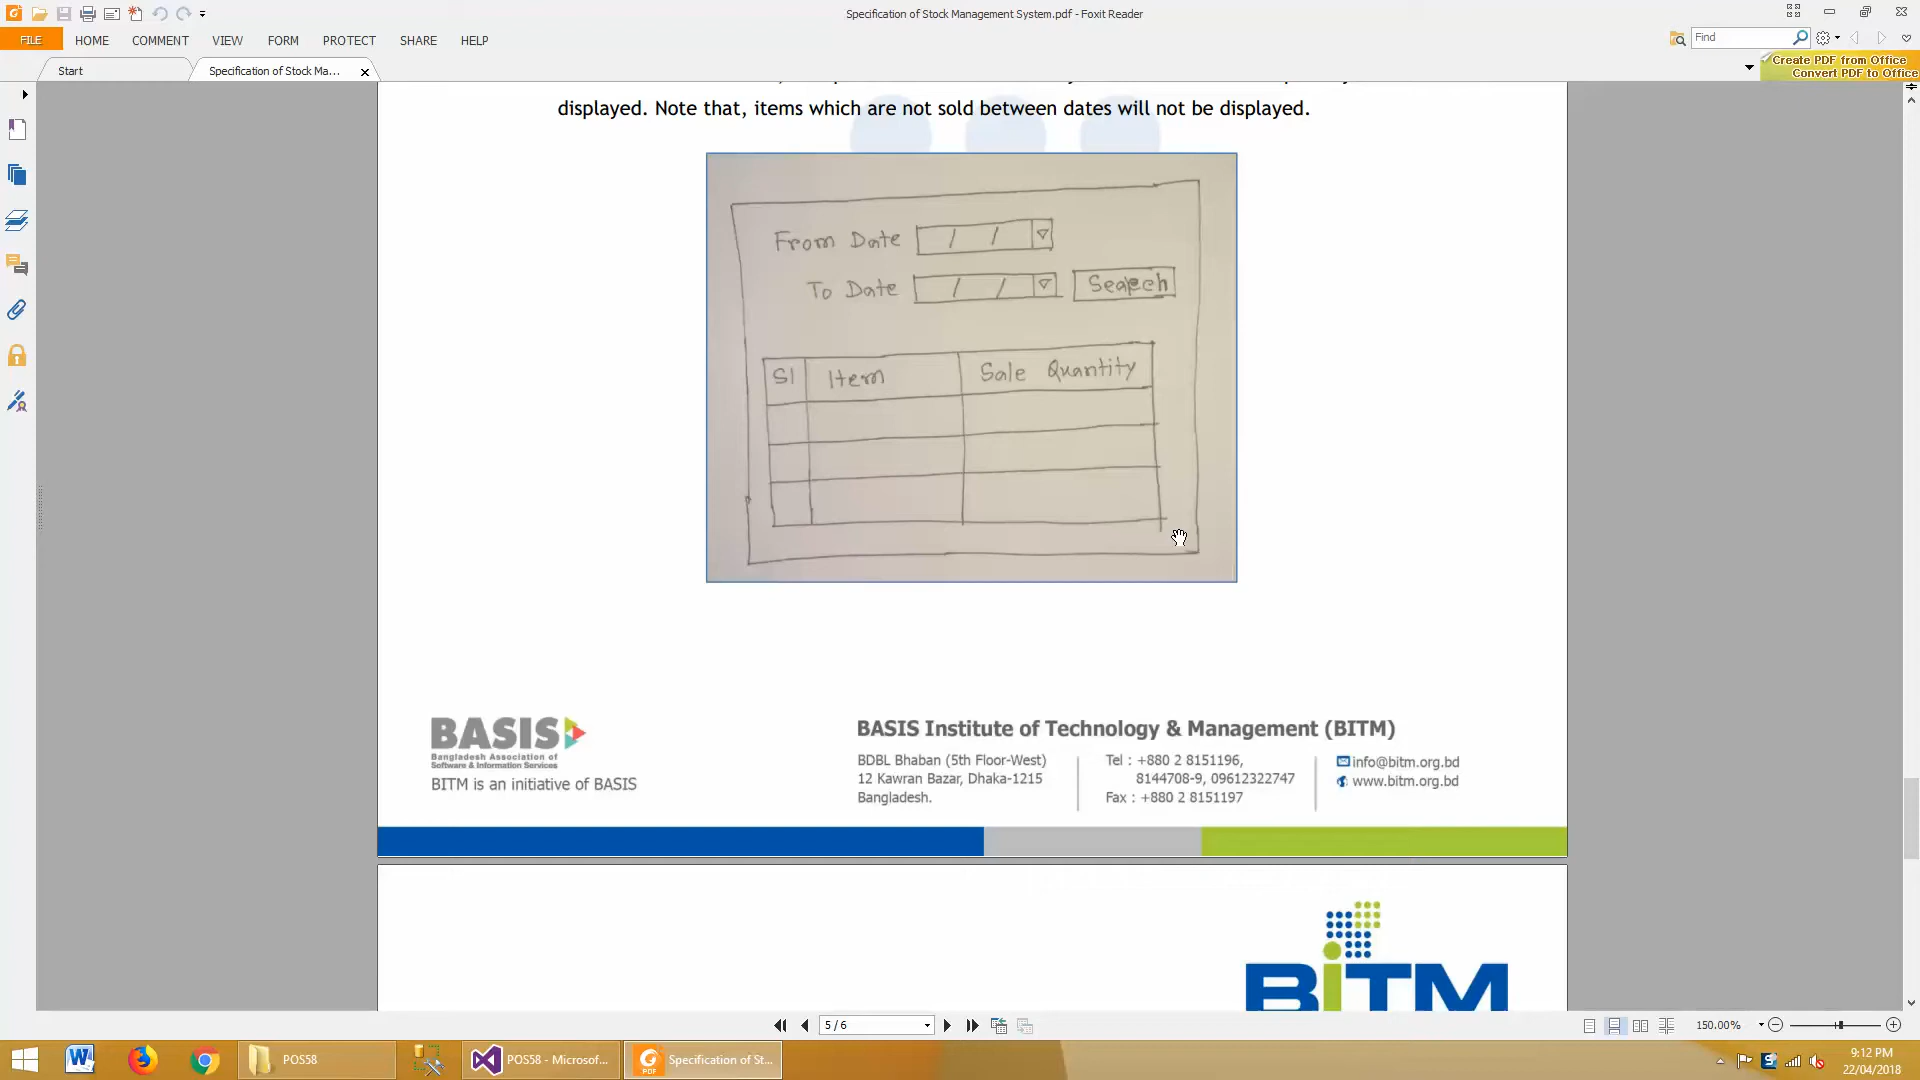 Specification of Stock Management System.pdf - Foxit Reader
FILE HOME COMMENT VIEW FORM PROTECT SHARE HELP
Find
Create PDF from Office
Convert PDF to Office
Start Specification of Stock Ma...
displayed. Note that, items which are not sold between dates will not be displayed.
From Date / /
To Date / / Search
Sl Item Sale Quantity
BASIS
Bangladesh Association of
Software & Information Services
BITM is an initiative of BASIS
BASIS Institute of Technology & Management (BITM)
BDBL Bhaban (5th Floor-West)
12 Kawran Bazar, Dhaka-1215
Bangladesh.
Tel : +880 2 8151196,
8144708-9, 09612322747
Fax : +880 2 8151197
info@bitm.org.bd
www.bitm.org.bd
BiTM
5 / 6
150.00%
POS58
POS58 - Microsof...
Specification of St...
9:12 PM
22/04/2018